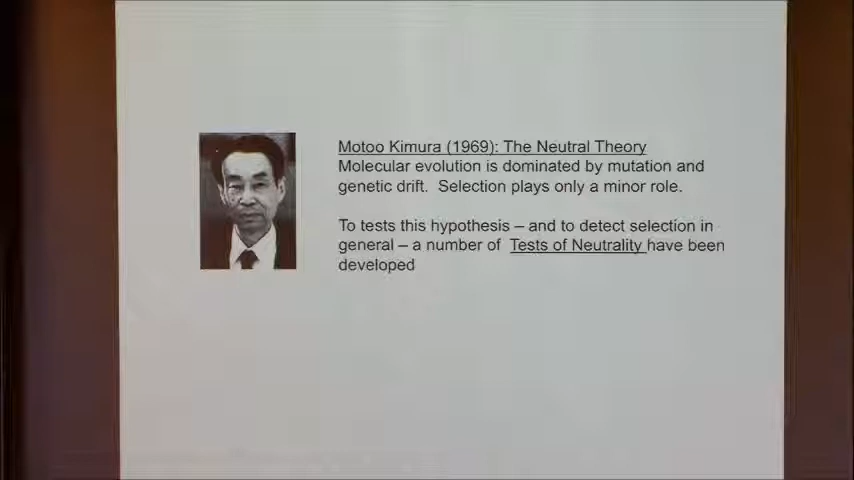 Motoo Kimura (1969): The Neutral Theory
Molecular evolution is dominated by mutation and
genetic drift. Selection plays only a minor role.
To tests this hypothesis – and to detect selection in
general – a number of Tests of Neutrality have been
developed